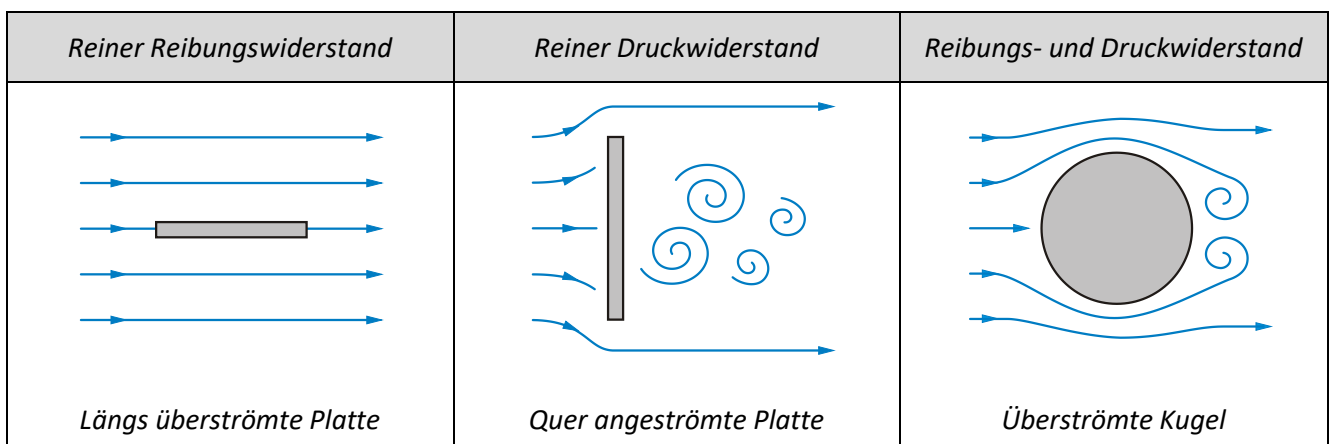 Reiner Reibungswiderstand
Reiner Druckwiderstand
Reibungs- und Druckwiderstand
Längs überströmte Platte
Quer angeströmte Platte
Überströmte Kugel